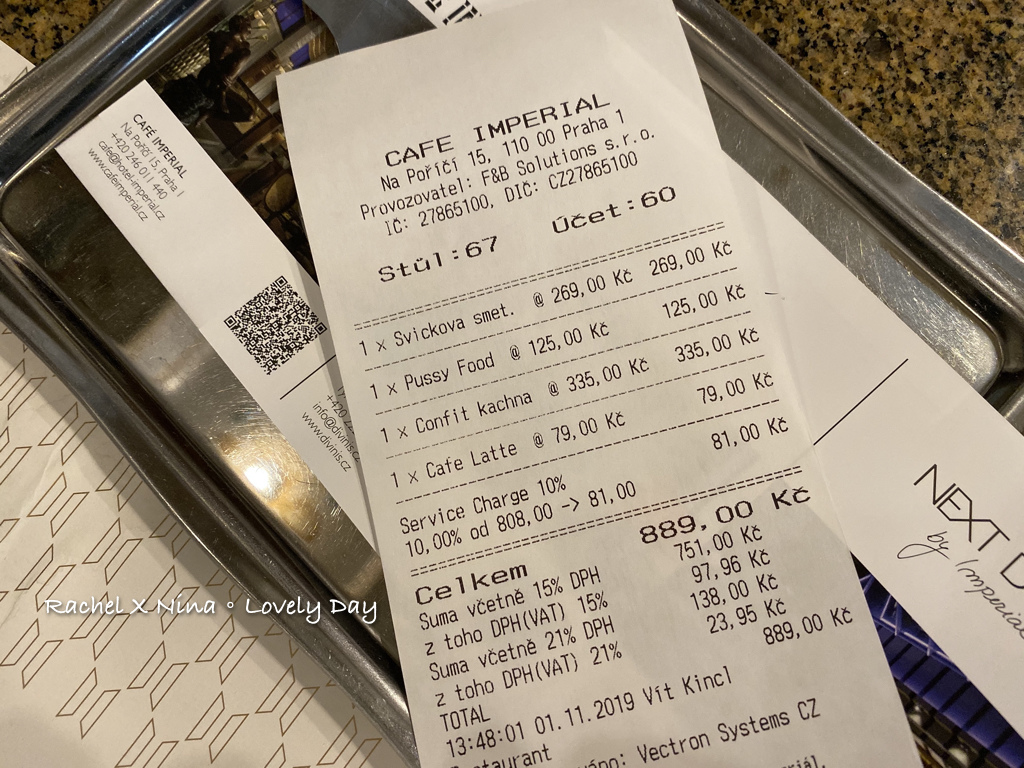 CAFE IMPERIAL
Na Poříčí 15, 110 00 Praha 1
Provozovatel: F&B Solutions s.r.o.
IČ: 27865100, DIČ: CZ27865100
Stůl:67 Účet:60
1 x Svickova smet. @ 269,00 Kč 269,00 Kč
1 x Pussy Food @ 125,00 Kč 125,00 Kč
1 x Confit kachna @ 335,00 Kč 335,00 Kč
1 x Cafe Latte @ 79,00 Kč 79,00 Kč
Service Charge 10% 81,00 Kč
10,00% od 808,00 -> 81,00
Celkem 889,00 Kč
Suma včetně 15% DPH 751,00 Kč
z toho DPH(VAT) 15% 97,96 Kč
Suma včetně 21% DPH 138,00 Kč
z toho DPH(VAT) 21% 23,95 Kč
TOTAL 889,00 Kč
13:48:01 01.11.2019 Vít Kincl
Vectron Systems CZ
CAFÉ IMPERIAL
Na Poříčí 15, Praha 1
+420 246 011 440
cafe@hotel-imperial.cz
www.cafeimperial.cz
info@divinis.cz
www.divinis.cz
NEXT D
by Imperial
Rachel X Nina • Lovely Day